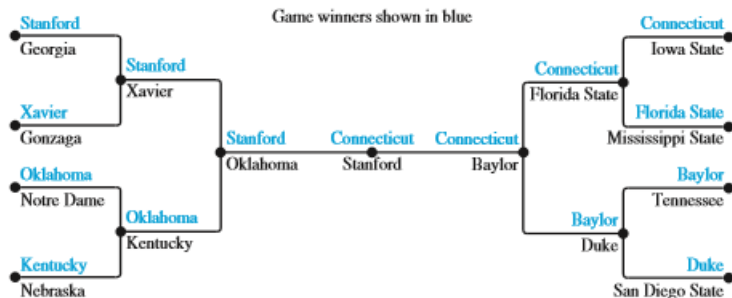 Game winners shown in blue
Stanford
Georgia
Stanford
Xavier
Xavier
Gonzaga
Stanford
Oklahoma
Oklahoma
Notre Dame
Oklahoma
Kentucky
Kentucky
Nebraska
Connecticut
Stanford
Connecticut
Baylor
Connecticut
Iowa State
Connecticut
Florida State
Florida State
Mississippi State
Baylor
Tennessee
Baylor
Duke
Duke
San Diego State